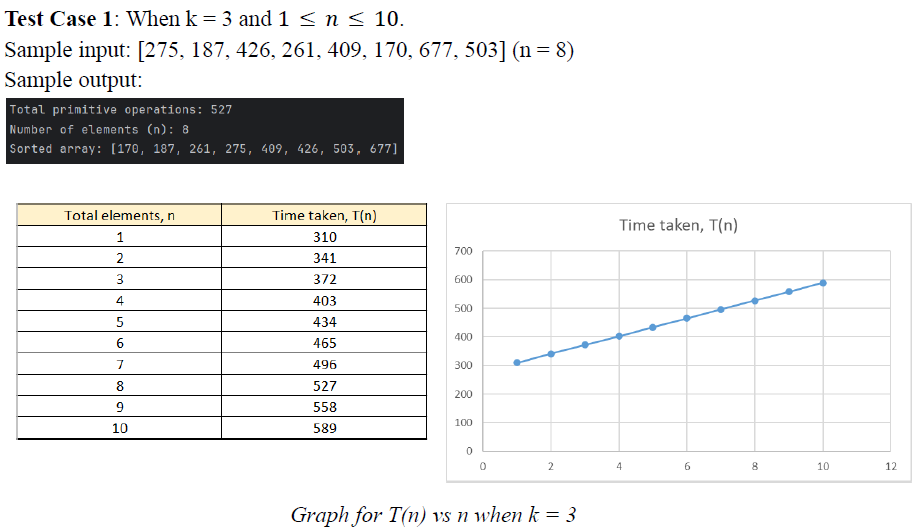 Test Case 1: When k = 3 and 1 ≤ n ≤ 10.
Sample input: [275, 187, 426, 261, 409, 170, 677, 503] (n = 8)
Sample output:
Total primitive operations: 527
Number of elements (n): 8
Sorted array: [170, 187, 261, 275, 409, 426, 503, 677]
Total elements, n Time taken, T(n)
1 310
2 341
3 372
4 403
5 434
6 465
7 496
8 527
9 558
10 589
Time taken, T(n)
700
600
500
400
300
200
100
0
0 2 4 6 8 10 12
Graph for T(n) vs n when k = 3